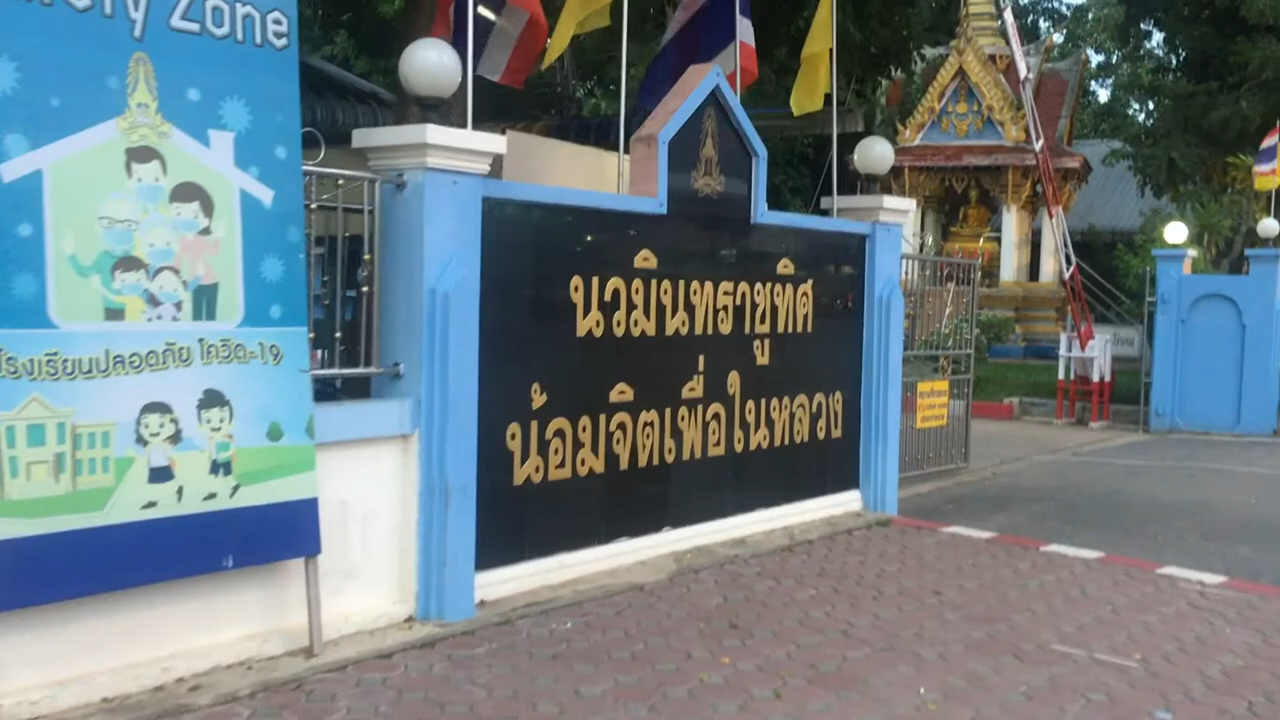 Zone
โรงเรียนปลอดภัย โควิด-19
นวมินทราชูทิศ
น้อมจิตเพื่อในหลวง